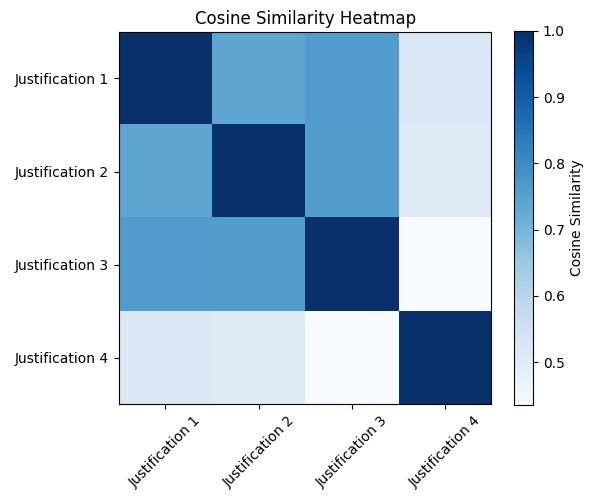 Cosine Similarity Heatmap
Justification 1
Justification 2
Justification 3
Justification 4
Justification 1
Justification 2
Justification 3
Justification 4
1.0
0.9
0.8
0.7
0.6
0.5
Cosine Similarity